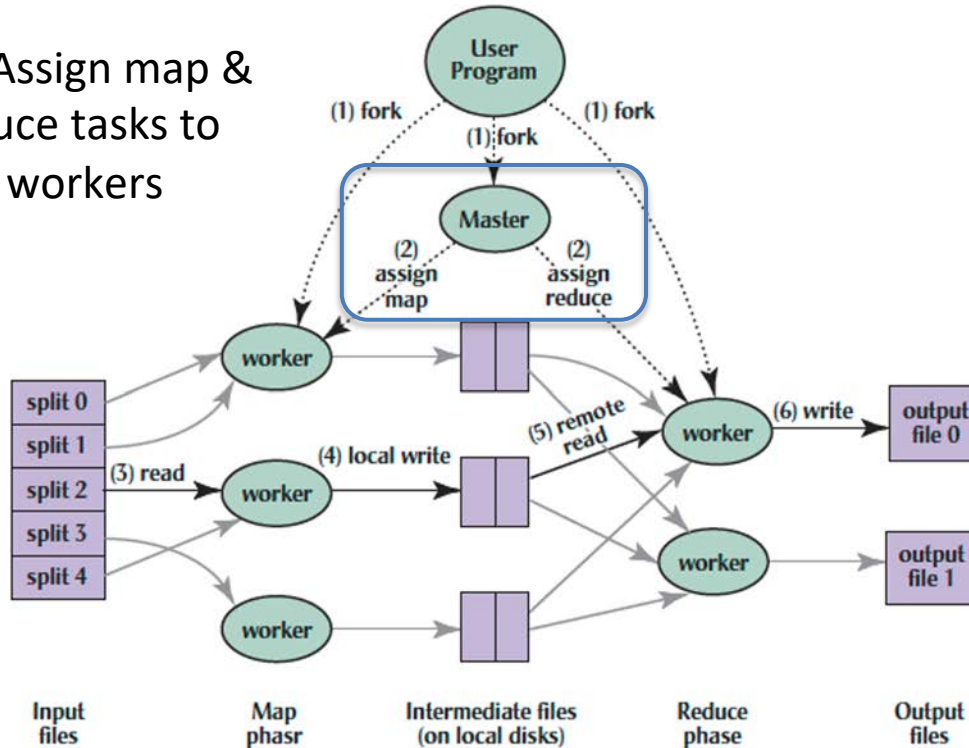 Assign map &
uce tasks to
workers
User
Program
(1) fork
(1) fork
(1) fork
Master
(2)
assign
map
(2)
assign
reduce
worker
split 0
split 1
split 2
split 3
split 4
(3) read
worker
(4) local write
(5) remote
read
worker
(6) write
output
file 0
worker
output
file 1
worker
Input
files
Map
phasr
Intermediate files
(on local disks)
Reduce
phase
Output
files